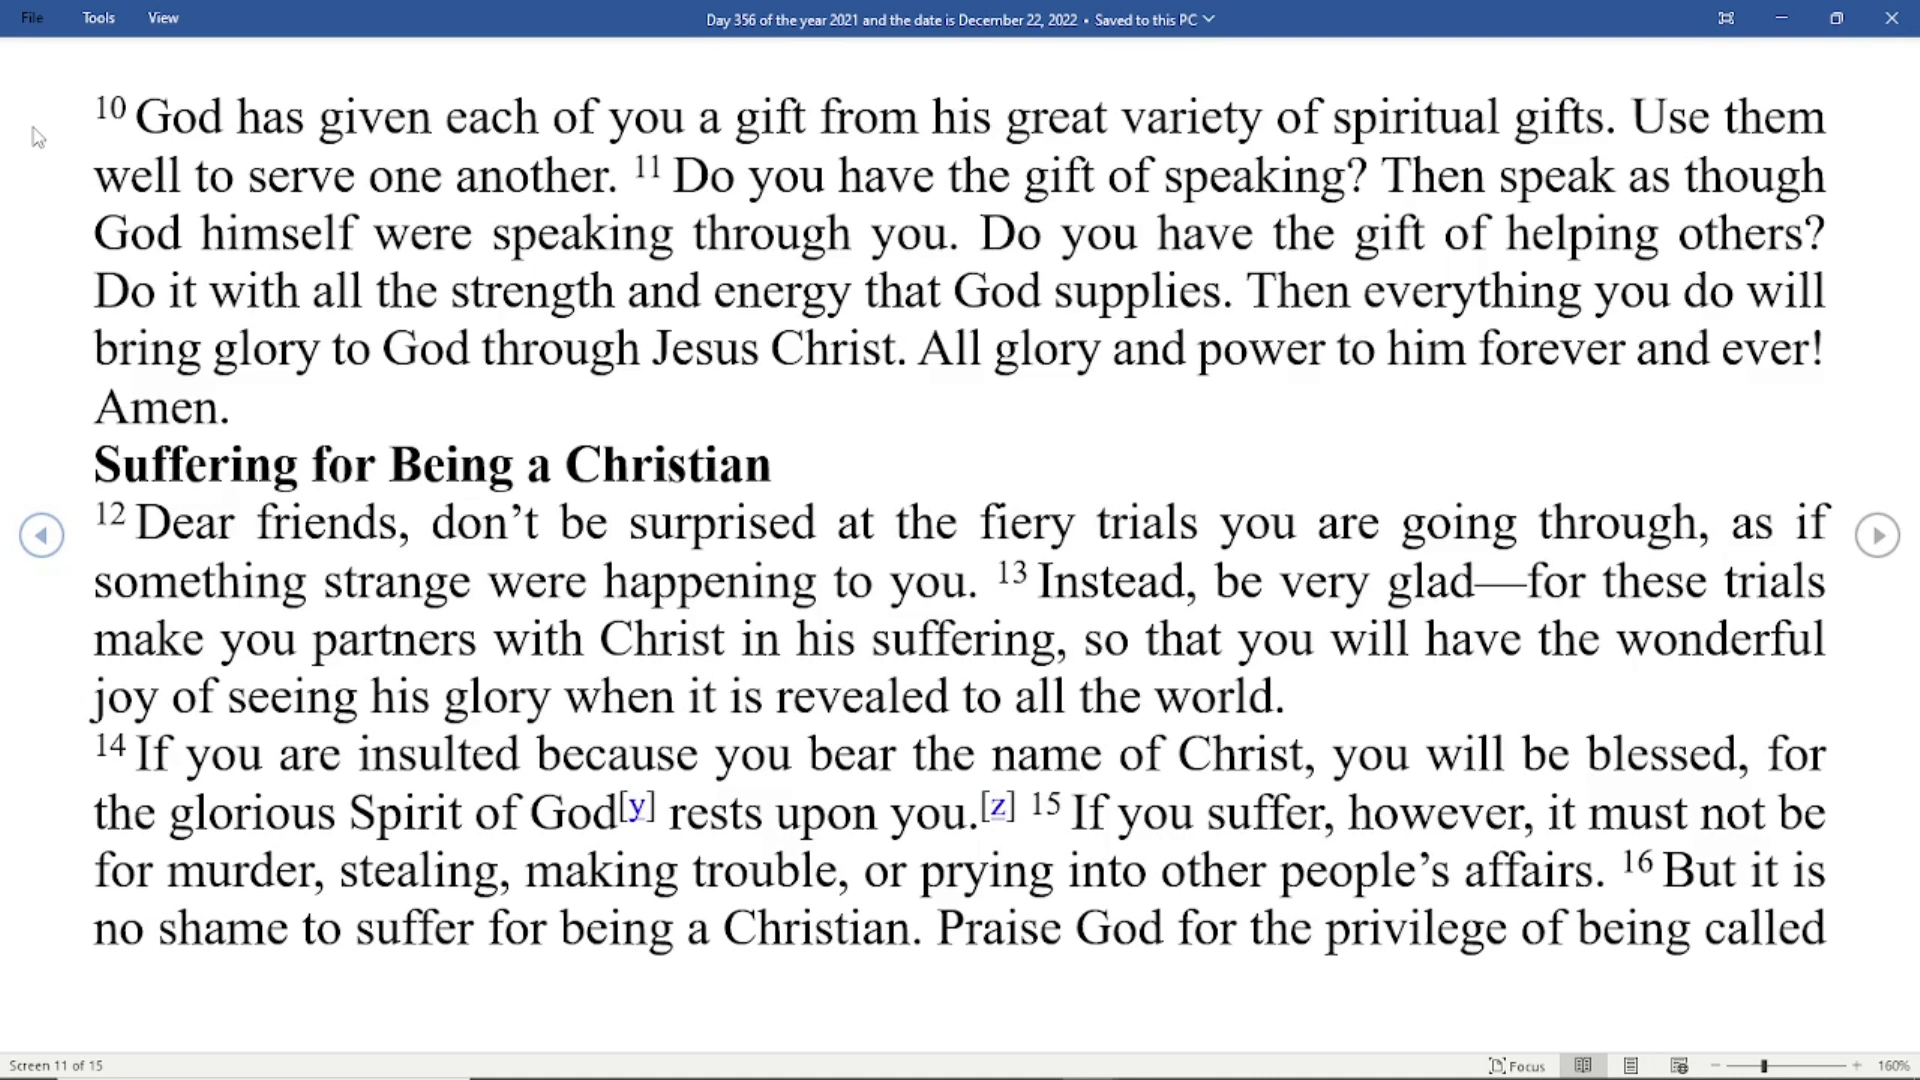 File Tools View Day 356 of the year 2021 and the date is December 22, 2022 • Saved to this PC
10 God has given each of you a gift from his great variety of spiritual gifts. Use them
well to serve one another. 11 Do you have the gift of speaking? Then speak as though
God himself were speaking through you. Do you have the gift of helping others?
Do it with all the strength and energy that God supplies. Then everything you do will
bring glory to God through Jesus Christ. All glory and power to him forever and ever!
Amen.
Suffering for Being a Christian
12 Dear friends, don’t be surprised at the fiery trials you are going through, as if
something strange were happening to you. 13 Instead, be very glad—for these trials
make you partners with Christ in his suffering, so that you will have the wonderful
joy of seeing his glory when it is revealed to all the world.
14 If you are insulted because you bear the name of Christ, you will be blessed, for
the glorious Spirit of God[y] rests upon you.[z] 15 If you suffer, however, it must not be
for murder, stealing, making trouble, or prying into other people’s affairs. 16 But it is
no shame to suffer for being a Christian. Praise God for the privilege of being called
Screen 11 of 15 Focus 160%